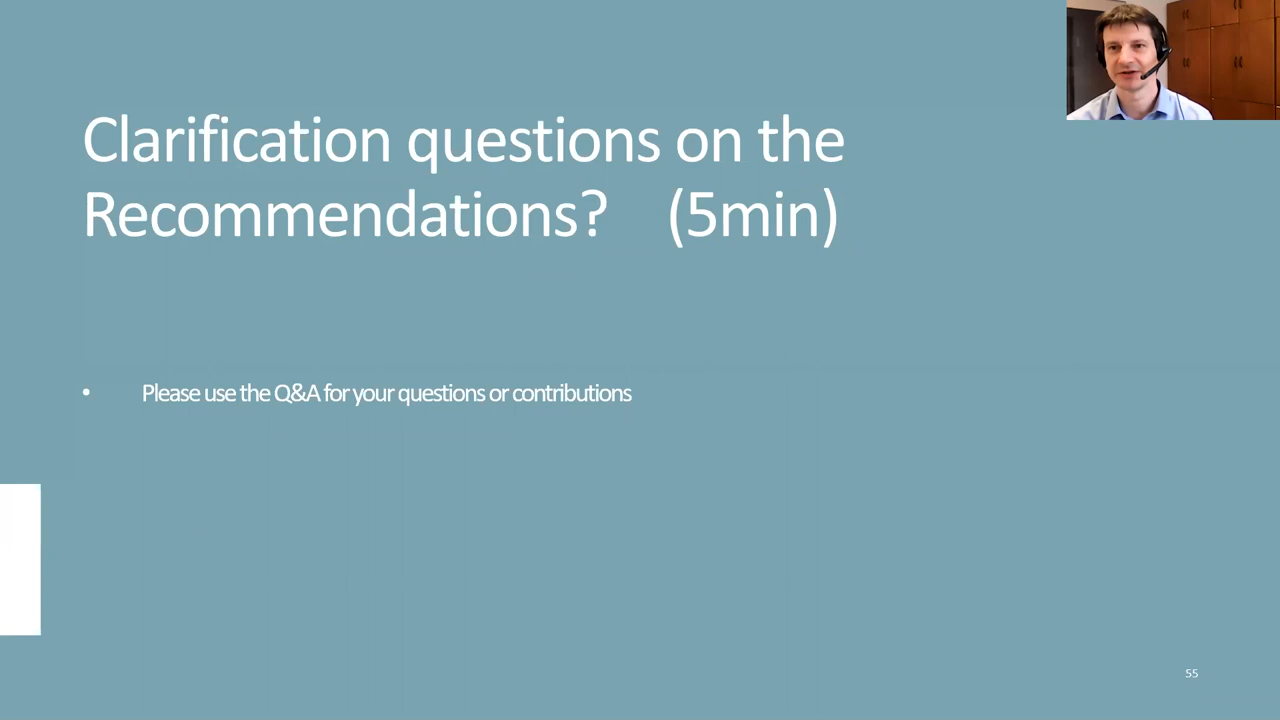 Clarification questions on the
Recommendations? (5min)
• Please use the Q&A for your questions or contributions
55